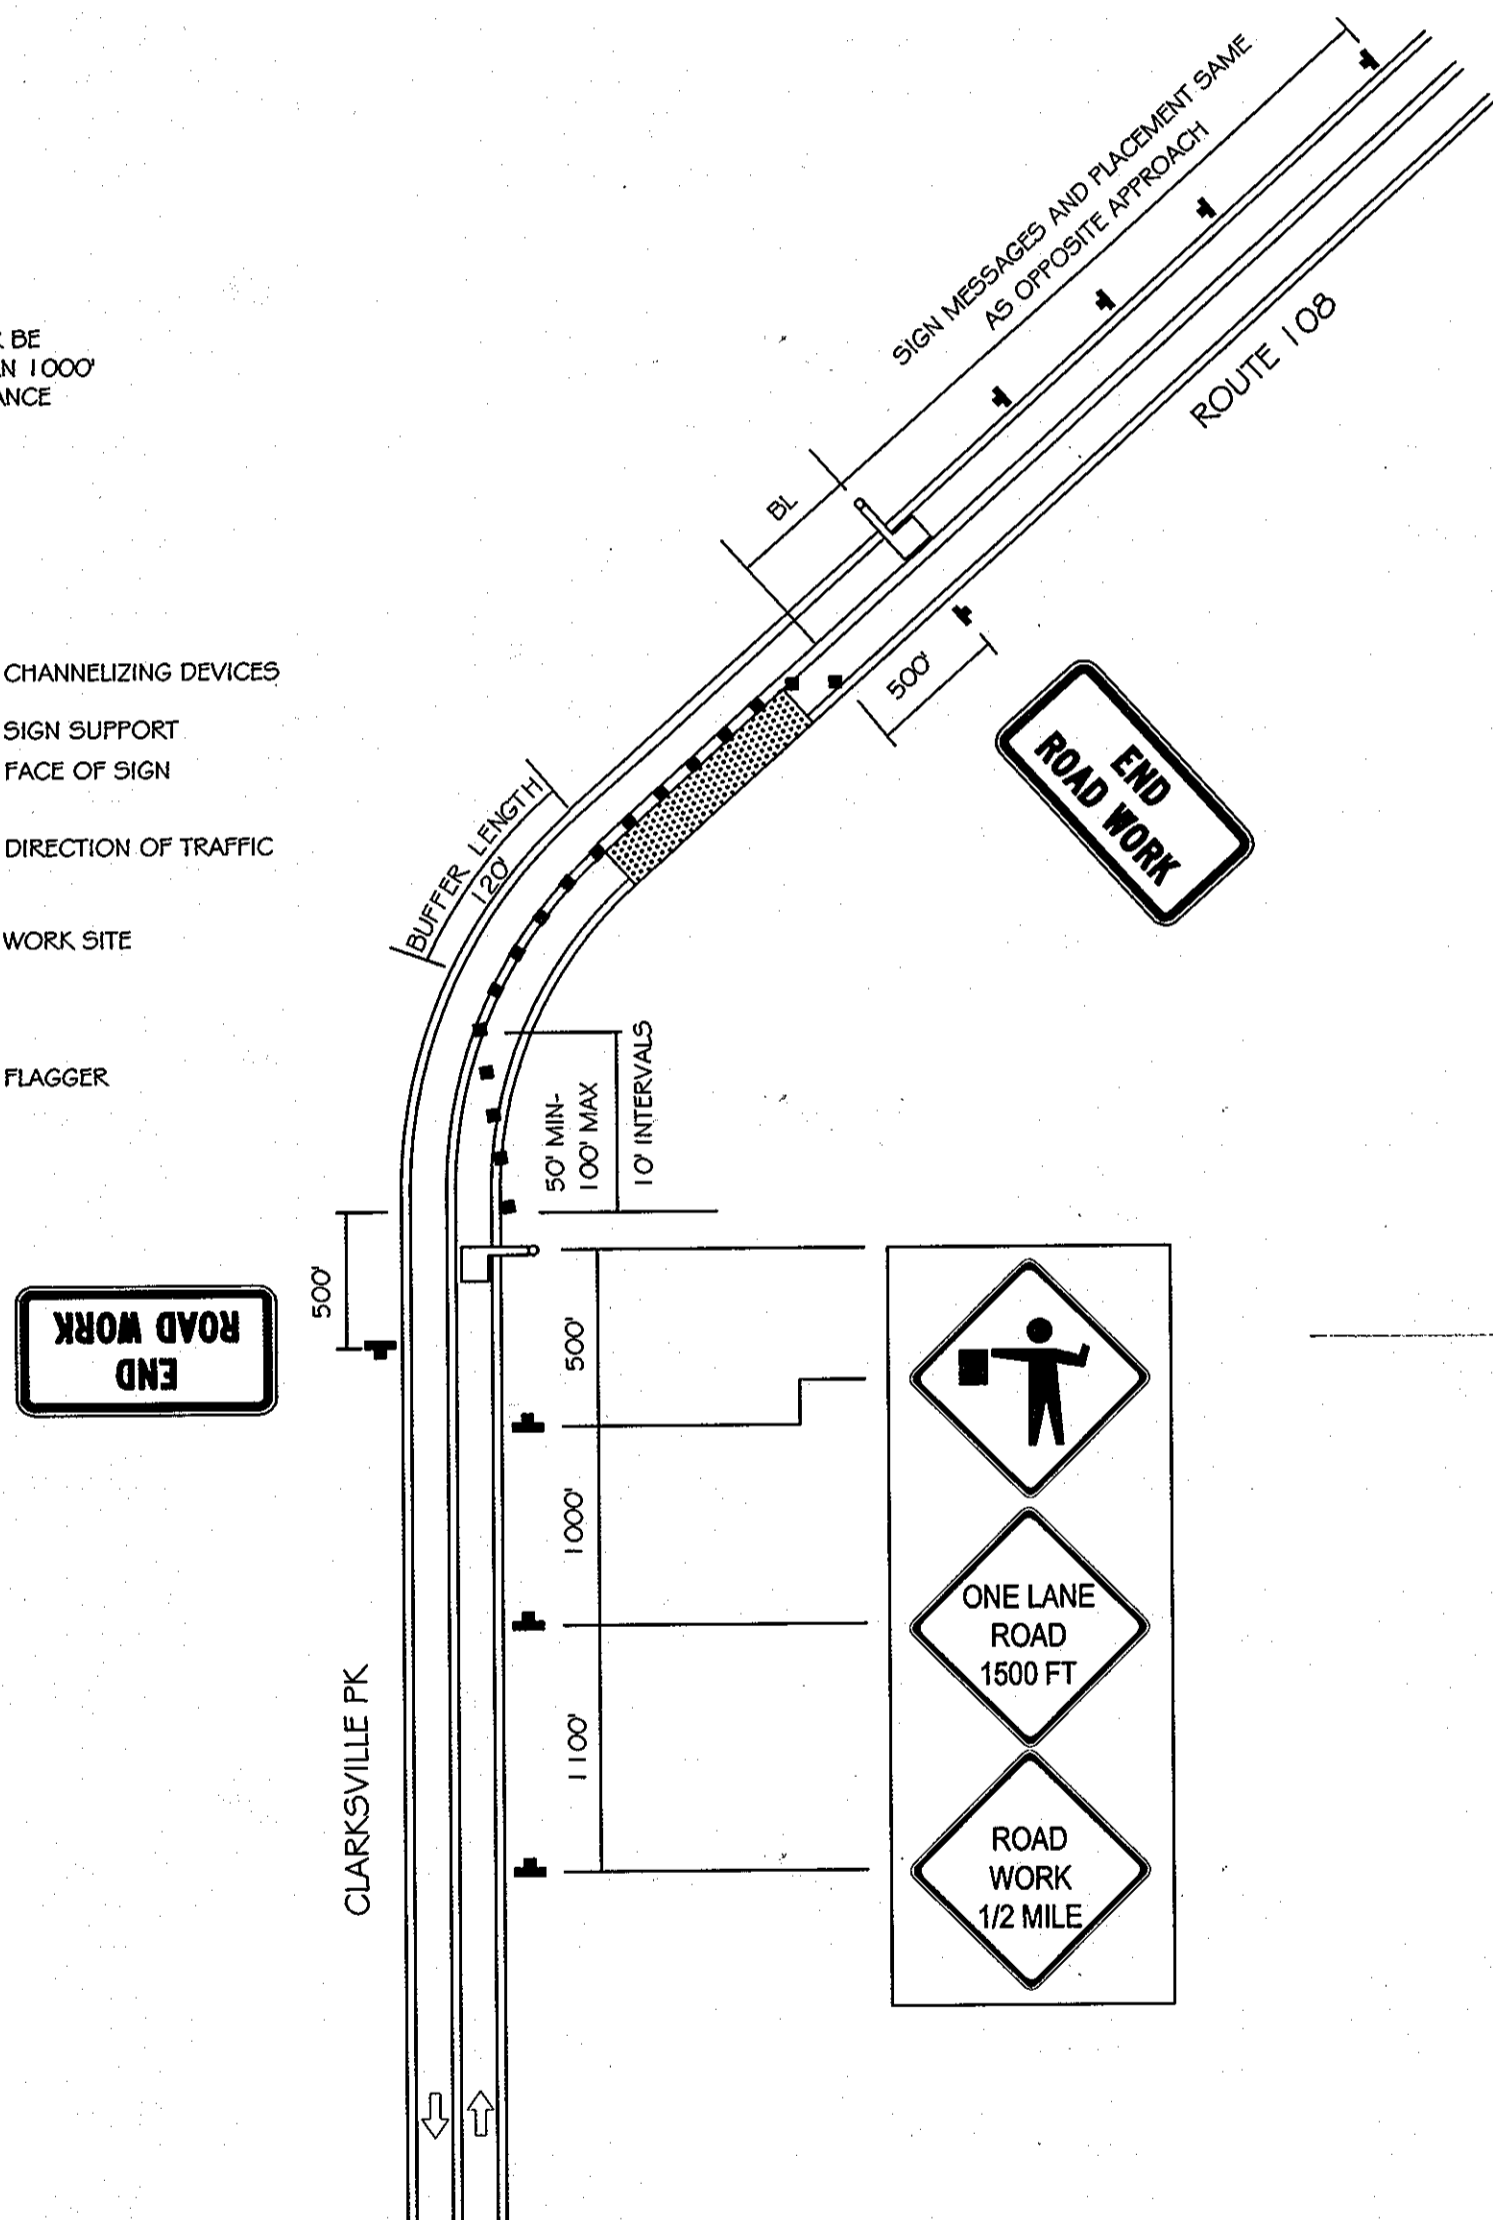 SIGN MESSAGES AND PLACEMENT SAME
AS OPPOSITE APPROACH
ROUTE 108
BE
1000'
BL
500'
END
ROAD WORK
CHANNELIZING DEVICES
SIGN SUPPORT
FACE OF SIGN
DIRECTION OF TRAFFIC
WORK SITE
FLAGGER
BUFFER LENGTH
120'
50' MIN-
100' MAX
10' INTERVALS
500'
END
ROAD WORK
500'
1000'
1100'
CLARKSVILLE PK
ONE LANE
ROAD
1500 FT
ROAD
WORK
1/2 MILE